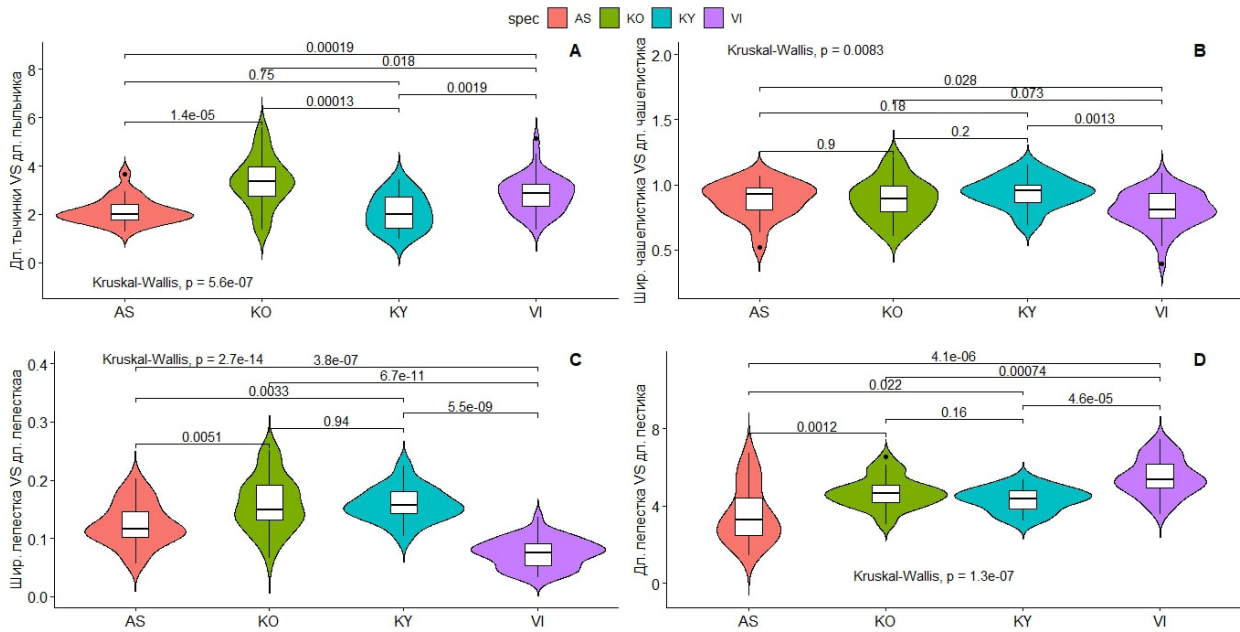 spec AS KO KY VI
A
Дл. тычинки VS дл. пыльника
8
6
4
2
0
0.00019
0.018
0.75
0.0019
0.00013
1.4e-05
Kruskal-Wallis, p = 5.6e-07
AS KO KY VI
B
Шир. чашелистика VS дл. чашелистика
2.0
1.5
1.0
0.5
Kruskal-Wallis, p = 0.0083
0.028
0.073
0.18
0.0013
0.2
0.9
AS KO KY VI
C
Шир. лепестка VS дл. лепесткаа
0.4
0.3
0.2
0.1
0.0
Kruskal-Wallis, p = 2.7e-14
3.8e-07
6.7e-11
0.0033
5.5e-09
0.94
0.0051
AS KO KY VI
D
Дл. лепестка VS дл. пестика
8
4
0
4.1e-06
0.00074
0.022
4.6e-05
0.16
0.0012
Kruskal-Wallis, p = 1.3e-07
AS KO KY VI